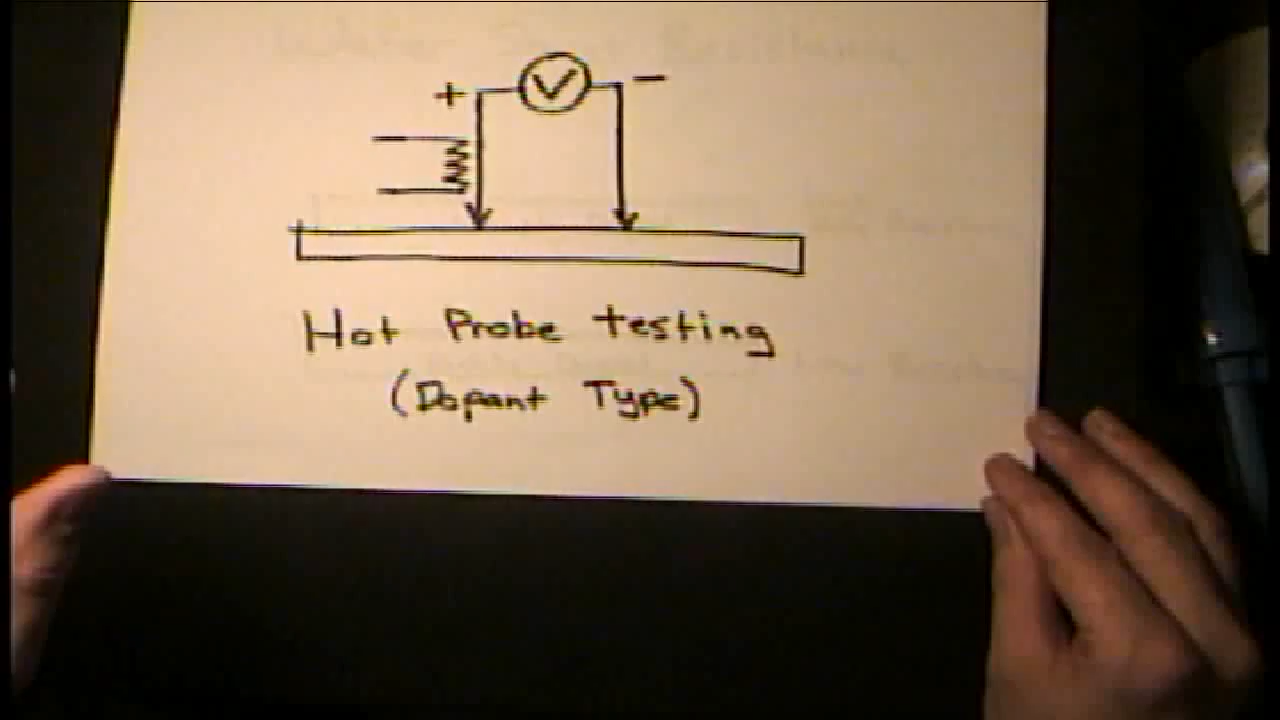 + V −
Hot Probe testing
(Dopant Type)